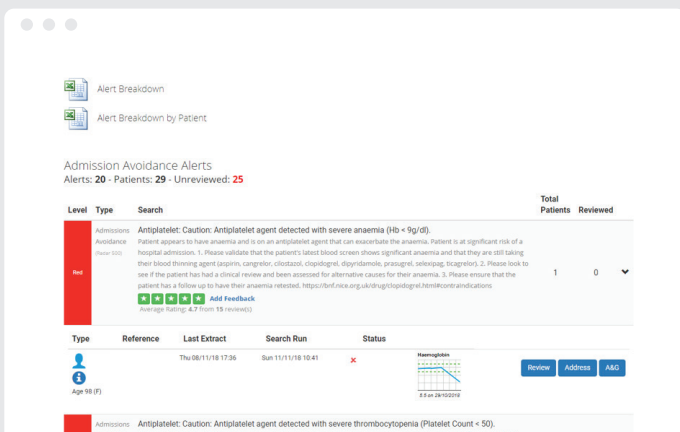 Alert Breakdown
Alert Breakdown by Patient
Admission Avoidance Alerts
Alerts: 20 - Patients: 29 - Unreviewed: 25
Level Type Search Total Patients Reviewed
Red
Admissions Avoidance
Antiplatelet: Caution: Antiplatelet agent detected with severe anaemia (Hb < 9g/dl).
Patient appears to have anaemia and is on an antiplatelet agent that can exacerbate the anaemia. Patient is at significant risk of a
hospital admission. 1. Please validate that the patient's latest blood screen shows significant anaemia and that they are still taking
their blood thinning agent (aspirin, cangrelor, cilostazol, clopidogrel, dipyridamole, prasugrel, selexipag, ticagrelor). 2. Please look to
see if the patient has had a clinical review and been assessed for alternative causes for their anaemia. 3. Please ensure that the
patient has a follow up to have their anaemia retested. https://bnf.nice.org.uk/drug/clopidogrel.html#contraindications
Add Feedback
Average Rating: 4.7 from 15 review(s)
1 0
Type Reference Last Extract Search Run Status
Thu 08/11/18 17:36 Sun 11/11/18 10:41
Haemoglobin
Review Address A&G
Age 98 (F)
Admissions
Antiplatelet: Caution: Antiplatelet agent detected with severe thrombocytopenia (Platelet Count < 50).